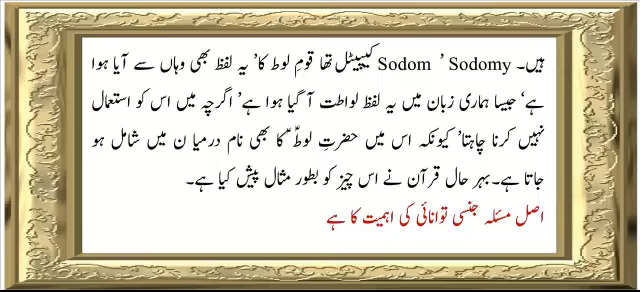 ہیں۔ Sodom ’ Sodomy کیپیٹل تھا قومِ لوط کا’ یہ لفظ بھی وہاں سے آیا ہوا
ہے‘ جیسا ہماری زبان میں یہ لفظ لواطت آ گیا ہوا ہے’ اگرچہ میں اس کو استعمال
نہیں کرنا چاہتا’ کیونکہ اس میں حضرتِ لوطؑ کا بھی نام درمیا ن میں شامل ہو
جاتا ہے۔بہر حال قرآن نے اس چیز کو بطور مثال پیش کیا ہے۔
اصل مسئلہ جنسی توانائی کی اہمیت کا ہے